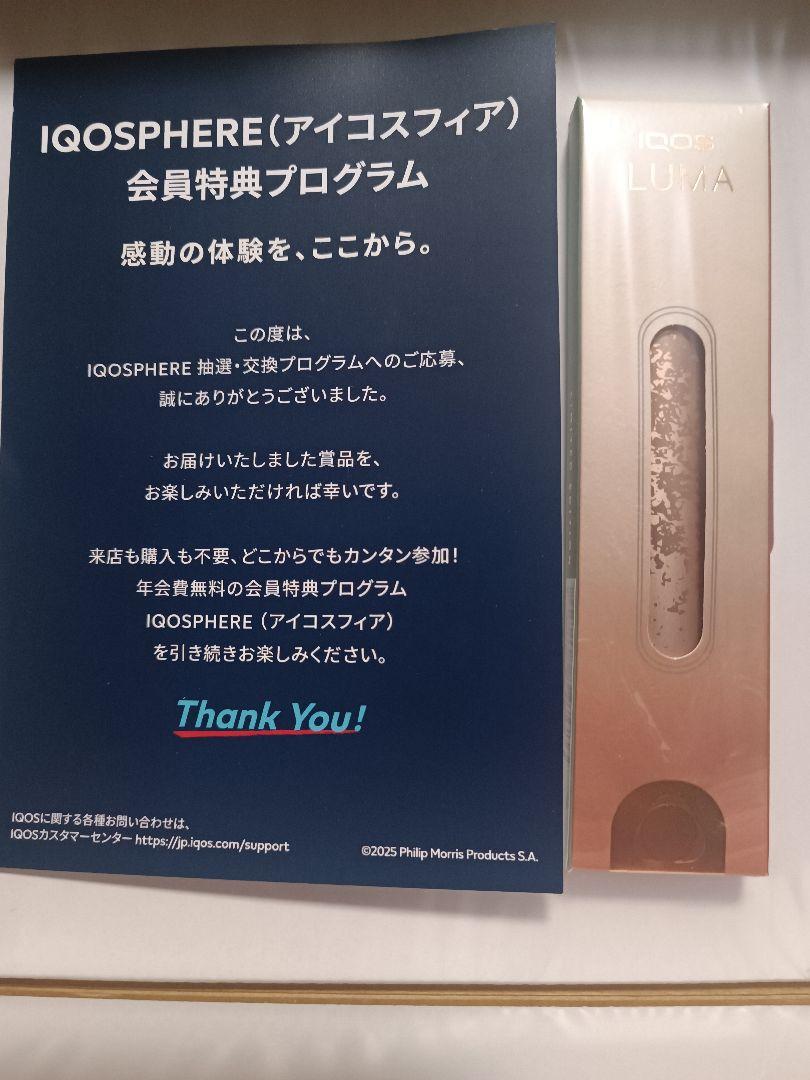 IQOSPHERE(アイコスフィア)
会員特典プログラム
感動の体験を、ここから。
この度は、
IQOSPHERE 抽選・交換プログラムへのご応募、
誠にありがとうございました。
お届けいたしました賞品を、
お楽しみいただければ幸いです。
来店も購入も不要、どこからでもカンタン参加!
年会費無料の会員特典プログラム
IQOSPHERE (アイコスフィア)
を引き続きお楽しみください。
Thank You!
IQOSに関する各種お問い合わせは、
IQOSカスタマーセンター https://jp.iqos.com/support
©2025 Philip Morris Products S.A.
IQOS
LUMA
LIMITED EDITION